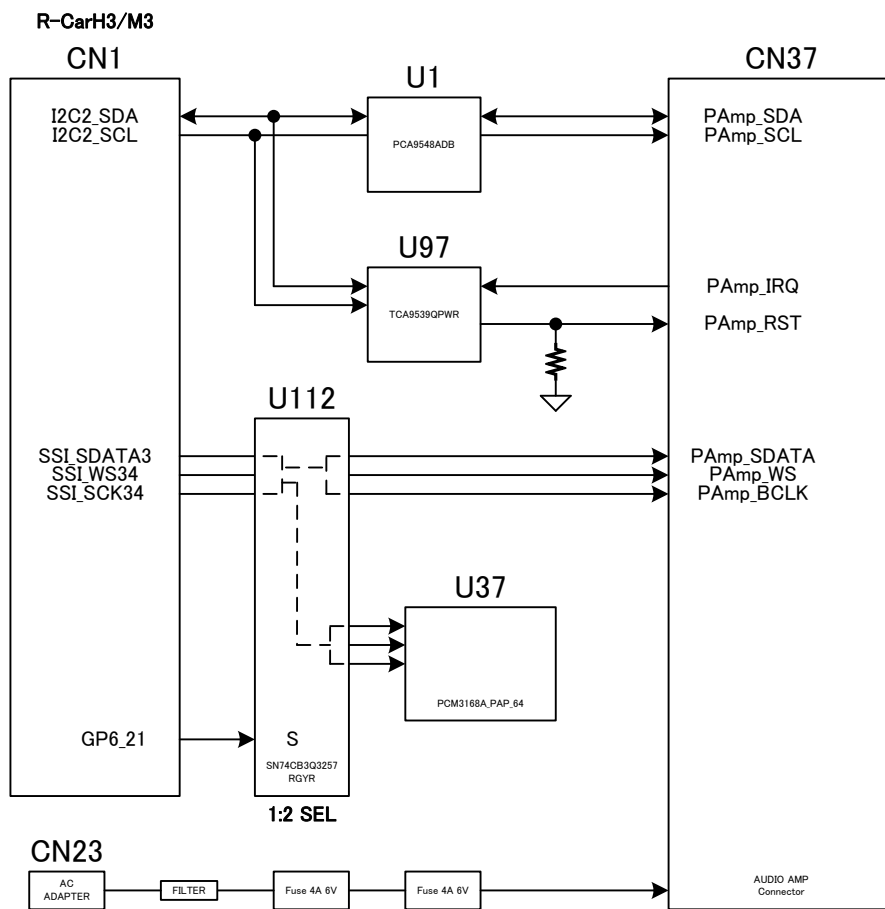 R-CarH3/M3
CN1
CN37
U1
I2C2_SDA
PAmp_SDA
I2C2_SCL
PAmp_SCL
PCA9548ADB
U97
PAmp_IRQ
TCA9539QPWR
PAmp_RST
U112
SSI_SDATA3
PAmp_SDATA
SSI_WS34
PAmp_WS
SSI_SCK34
PAmp_BCLK
U37
PCM3168A_PAP_64
GP6_21
S
SN74CB3Q3257
RGYR
1:2 SEL
CN23
AC
ADAPTER
FILTER
Fuse 4A 6V
Fuse 4A 6V
AUDIO AMP
Connector